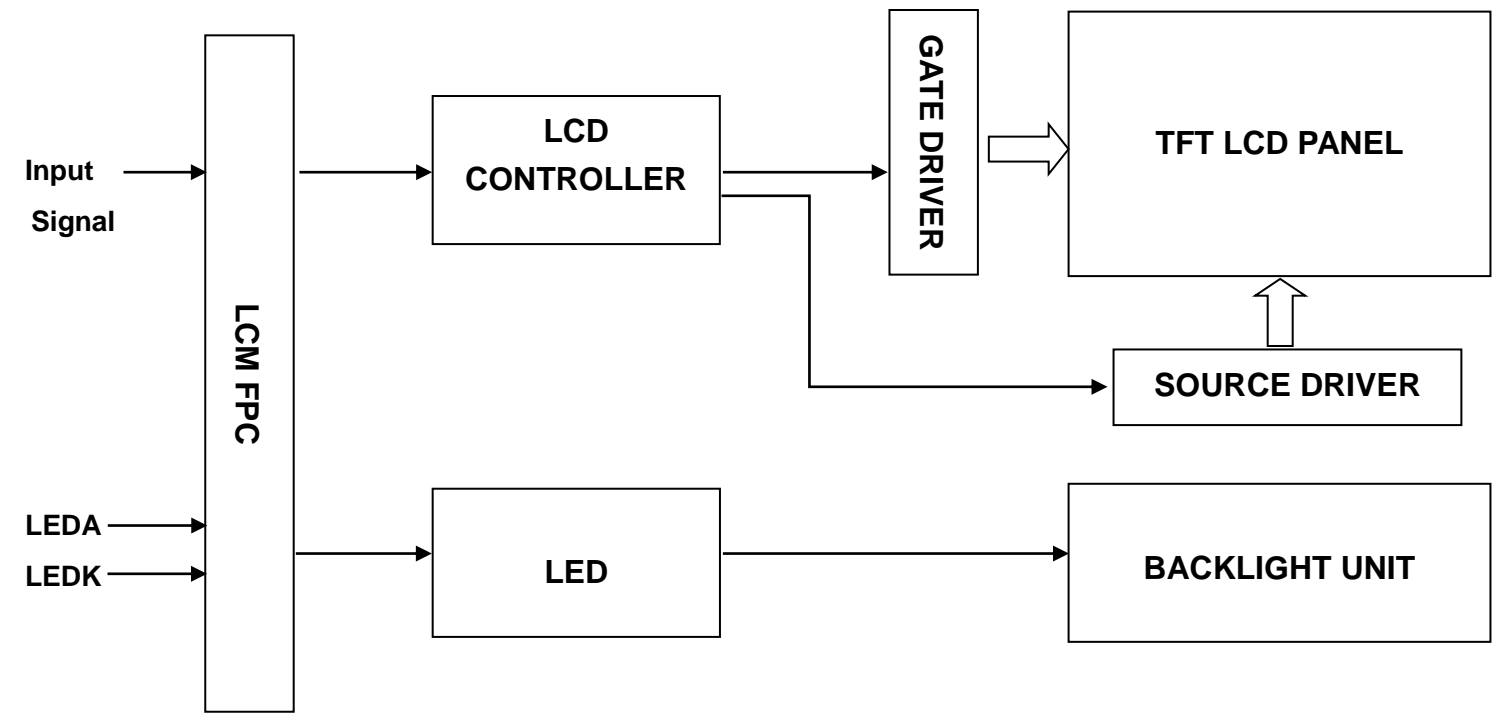 Input
Signal
LEDA
LEDK
LCM FPC
LCD
CONTROLLER
LED
GATE DRIVER
TFT LCD PANEL
SOURCE DRIVER
BACKLIGHT UNIT